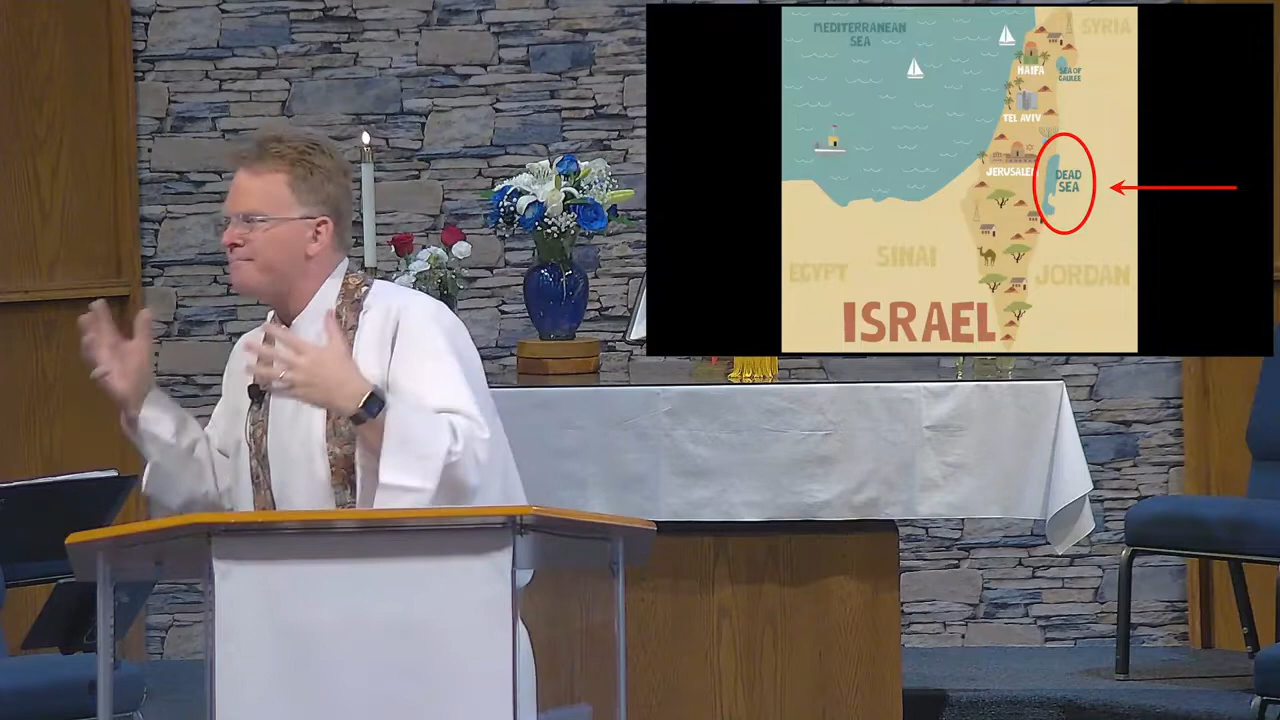 MEDITERRANEAN
SEA
SYRIA
HAIFA
SEA OF
GALILEE
TEL AVIV
JERUSALEM
DEAD
SEA
SINAI
EGYPT
JORDAN
ISRAEL